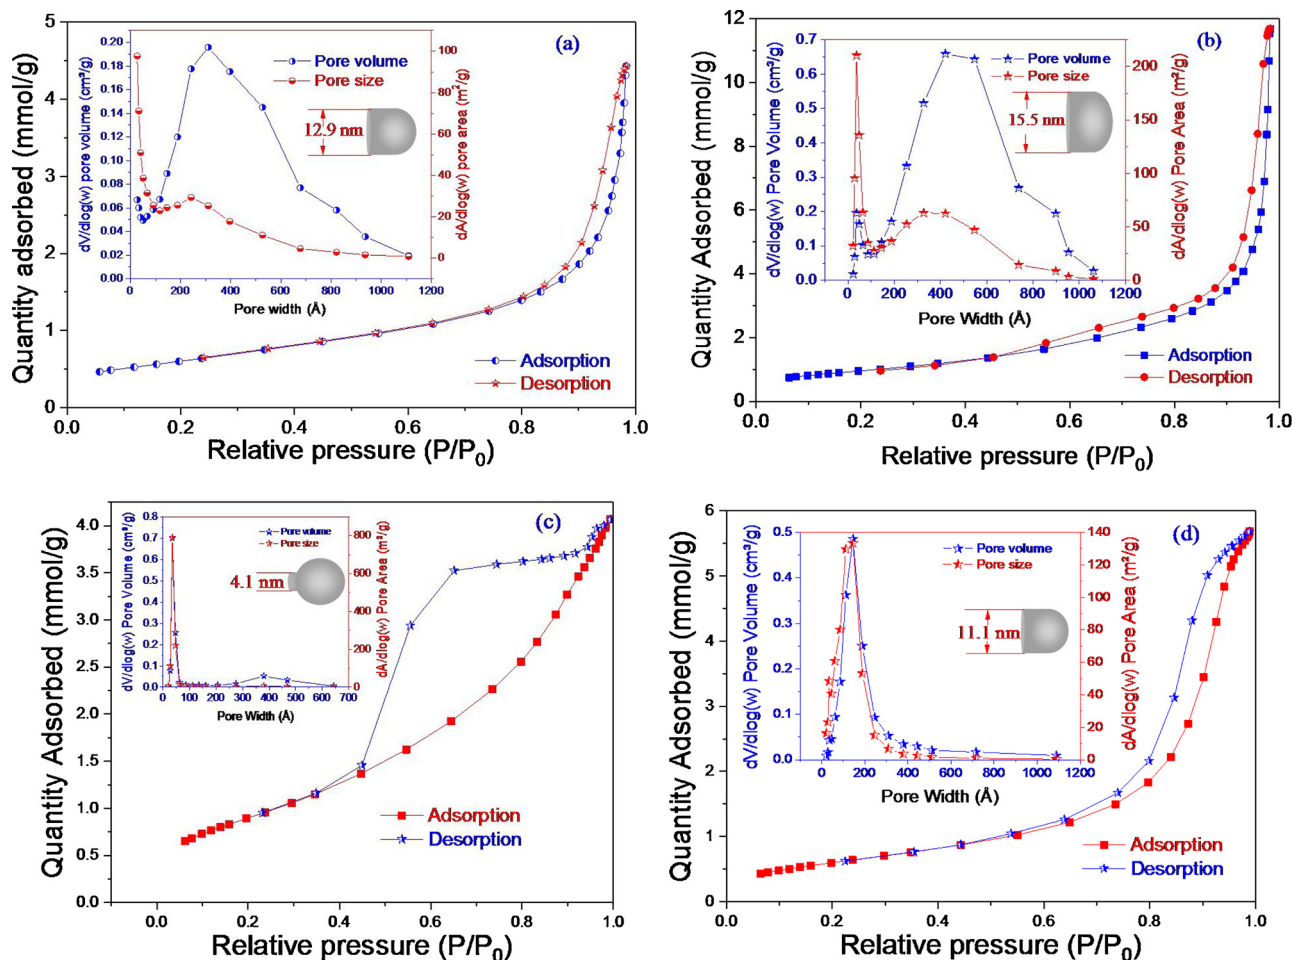 (a)
Quantity adsorbed (mmol/g)
5
4
3
2
1
0
0.0 0.2 0.4 0.6 0.8 1.0
Relative pressure (P/P₀)
Adsorption
Desorption
dV/dlog(w) pore volume (cm³/g)
0.20
0.18
0.16
0.14
0.12
0.10
0.08
0.06
0.04
0.02
0.00
0 200 400 600 800 1000 1200
Pore width (Å)
100
80
60
40
20
0
dA/dlog(w) pore area (m²/g)
Pore volume
Pore size
12.9 nm
(b)
Quantity Adsorbed (mmol/g)
12
10
8
6
4
2
0
0.0 0.2 0.4 0.6 0.8 1.0
Relative pressure (P/P₀)
Adsorption
Desorption
dV/dlog(w) Pore Volume (cm³/g)
0.7
0.6
0.5
0.4
0.3
0.2
0.1
0.0
0 200 400 600 800 1000 1200
Pore Width (Å)
200
150
100
50
0
dA/dlog(w) Pore Area (m²/g)
Pore volume
Pore size
15.5 nm
(c)
Quantity Adsorbed (mmol/g)
4.0
3.5
3.0
2.5
2.0
1.5
1.0
0.5
0.0
0.0 0.2 0.4 0.6 0.8 1.0
Relative pressure (P/P₀)
Adsorption
Desorption
dV/dlog(w) Pore Volume (cm³/g)
0.8
0.7
0.6
0.5
0.4
0.3
0.2
0.1
0.0
0 100 200 300 400 500 600 700
Pore Width (Å)
800
600
400
200
0
dA/dlog(w) Pore Area (m²/g)
Pore volume
Pore size
4.1 nm
(d)
Quantity Adsorbed (mmol/g)
6
5
4
3
2
1
0
0.0 0.2 0.4 0.6 0.8 1.0
Relative pressure (P/P₀)
Adsorption
Desorption
dV/dlog(w) Pore Volume (cm³/g)
0.5
0.4
0.3
0.2
0.1
0.0
0 200 400 600 800 1000 1200
Pore Width (Å)
140
120
100
80
60
40
20
0
dA/dlog(w) Pore Area (m²/g)
Pore volume
Pore size
11.1 nm